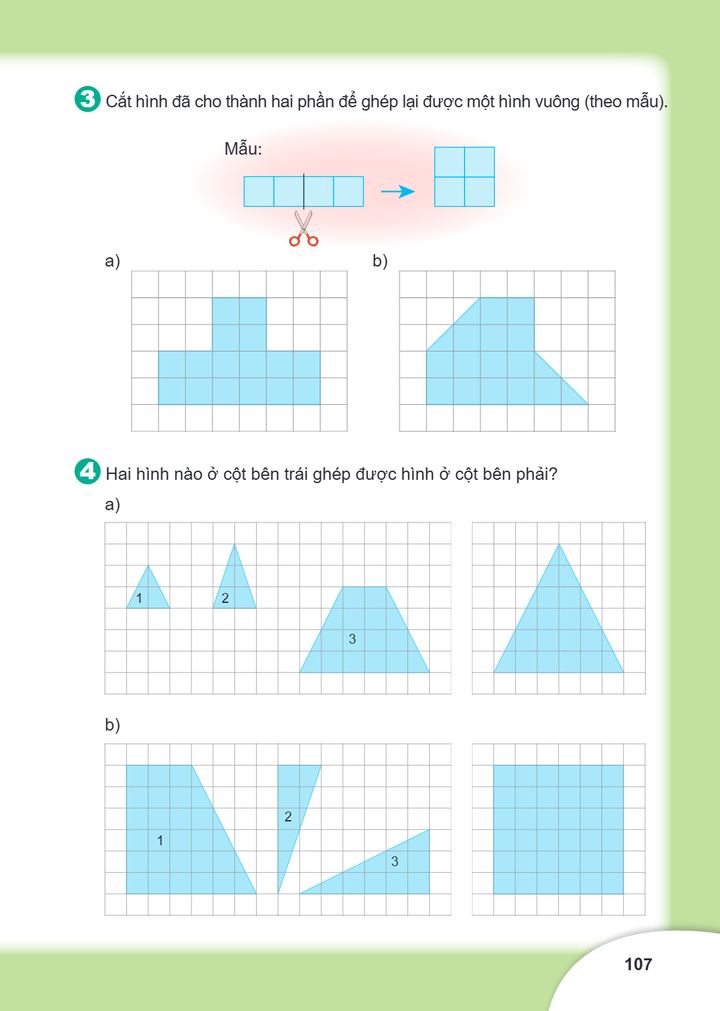 3 Cắt hình đã cho thành hai phần để ghép lại được một hình vuông (theo mẫu).
Mẫu:
a)
b)
4 Hai hình nào ở cột bên trái ghép được hình ở cột bên phải?
a)
1
2
3
b)
1
2
3
107